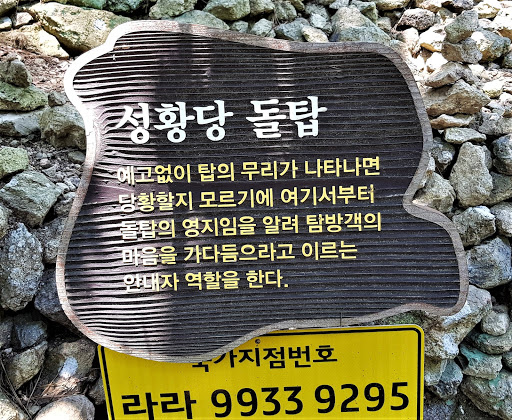 성황당 돌탑
예고없이 탑의 무리가 나타나면
당황할지 모르기에 여기서부터
돌탑의 영지임을 알려 탐방객의
마음을 가다듬으라고 이르는
안내자 역할을 한다.
국가지점번호
라라 9933 9295